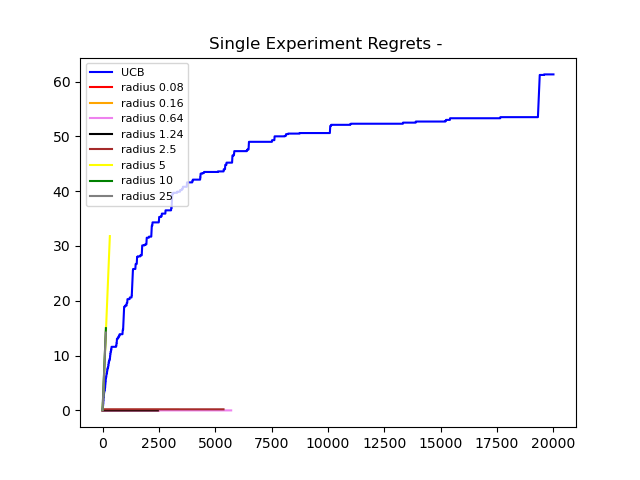 Single Experiment Regrets -
UCB
radius 0.08
radius 0.16
radius 0.64
radius 1.24
radius 2.5
radius 5
radius 10
radius 25
60
50
40
30
20
10
0
0 2500 5000 7500 10000 12500 15000 17500 20000